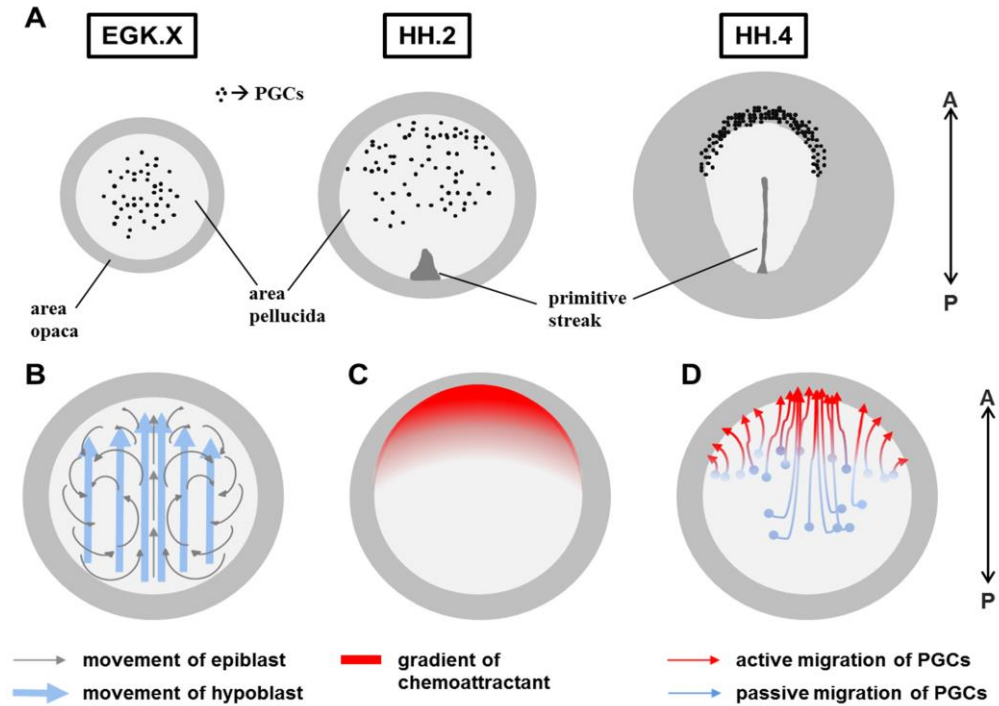 A
EGK.X
HH.2
HH.4
→ PGCs
A
area
opaca
area
pellucida
primitive
streak
P
B
C
D
A
P
movement of epiblast
movement of hypoblast
gradient of
chemoattractant
active migration of PGCs
passive migration of PGCs